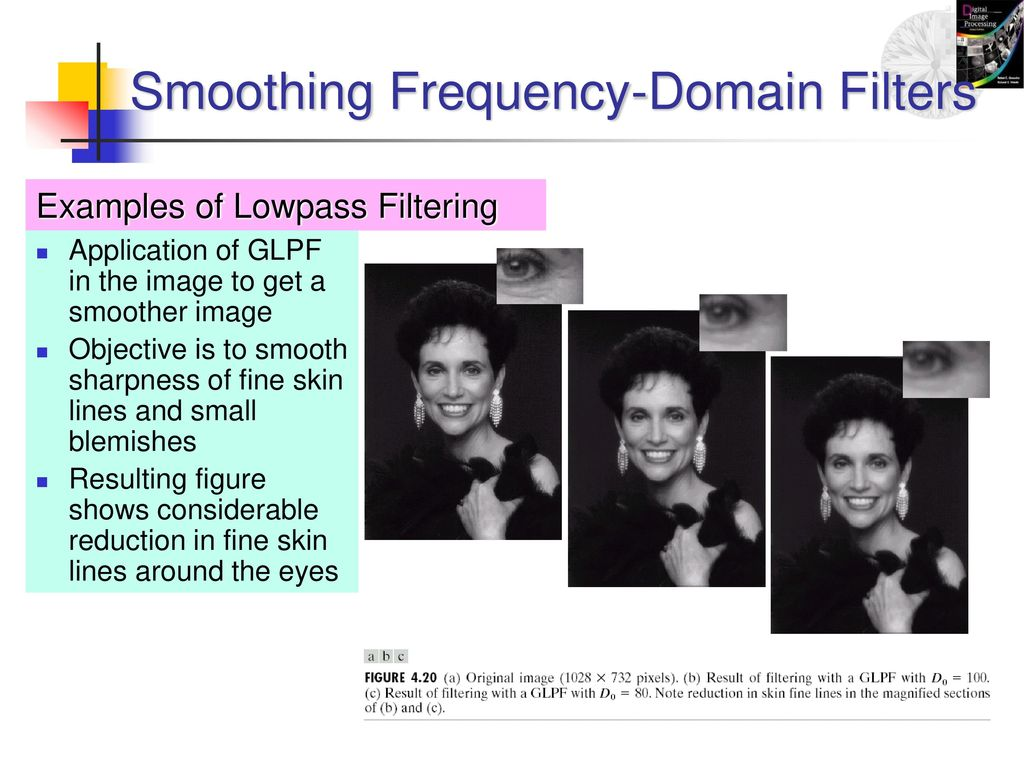 Digital
Image
Processing
Smoothing Frequency-Domain Filters
Examples of Lowpass Filtering
Application of GLPF
in the image to get a
smoother image
Objective is to smooth
sharpness of fine skin
lines and small
blemishes
Resulting figure
shows considerable
reduction in fine skin
lines around the eyes
a b c
FIGURE 4.20 (a) Original image (1028 × 732 pixels). (b) Result of filtering with a GLPF with D₀ = 100.
(c) Result of filtering with a GLPF with D₀ = 80. Note reduction in skin fine lines in the magnified sections
of (b) and (c).